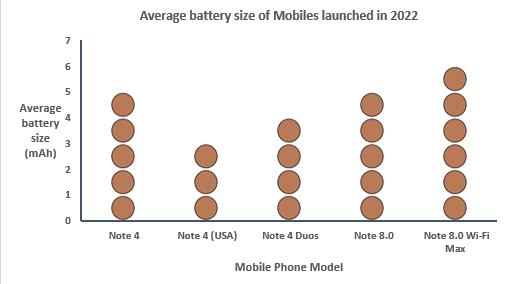 Average battery size of Mobiles launched in 2022
7
6
5
4
3
2
1
0
Average
battery
size
(mAh)
Note 4
Note 4 (USA)
Note 4 Duos
Note 8.0
Note 8.0 Wi-Fi
Max
Mobile Phone Model